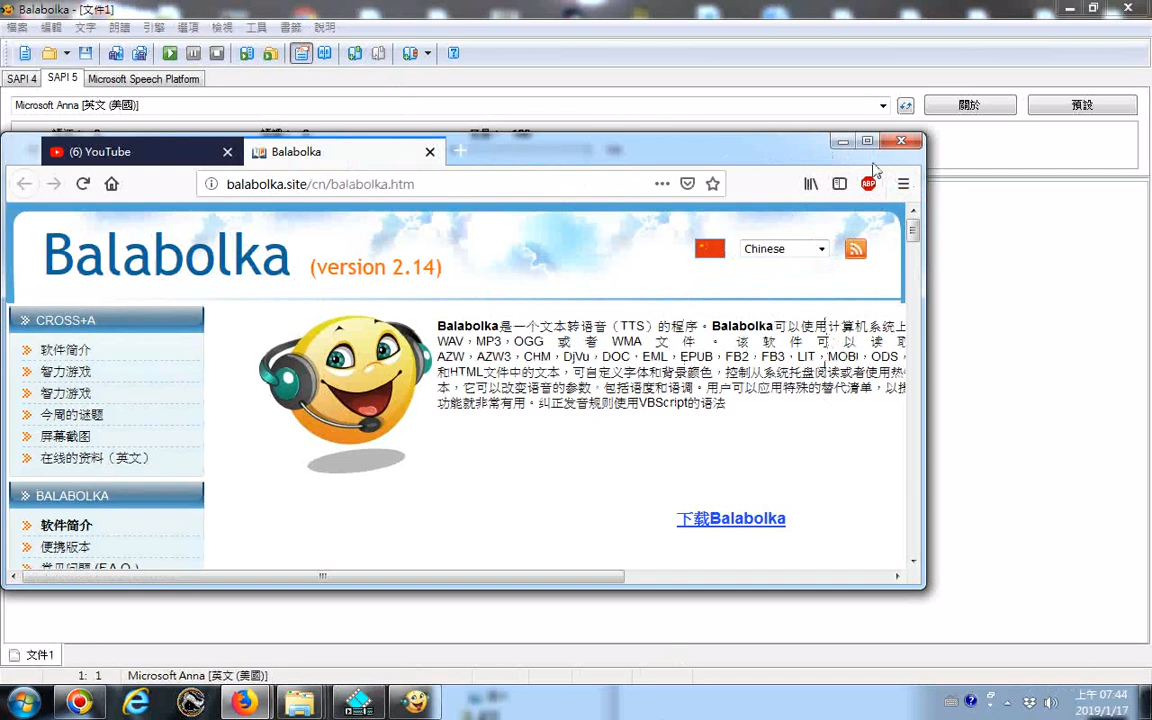 Balabolka - [文件1]
檔案 編輯 文字 朗讀 引擎 選項 檢視 工具 書籤 說明
SAPI 4 SAPI 5 Microsoft Speech Platform
Microsoft Anna [英文 (美國)]
關於 預設
(6) YouTube
Balabolka
balabolka.site/cn/balabolka.htm
ABP
Balabolka (version 2.14)
Chinese
CROSS+A
软件简介
智力游戏
智力游戏
今周的谜题
屏幕截图
在线的资料（英文）
BALABOLKA
软件简介
便携版本
常见问题 (F.A.Q.)
Balabolka是一个文本转语音（TTS）的程序。Balabolka可以使用计算机系统上
WAV，MP3，OGG 或 者 WMA 文 件 。 该 软 件 可 以 读 取
AZW，AZW3，CHM，DjVu，DOC，EML，EPUB，FB2，FB3，LIT，MOBI，ODS，
和HTML文件中的文本，可自定义字体和背景颜色，控制从系统托盘阅读或者使用热
本，它可以改变语音的参数，包括语度和语调。用户可以应用特殊的替代清单，以
功能就非常有用。纠正发音规则使用VBScript的语法
下载Balabolka
文件1
1: 1 Microsoft Anna [英文 (美國)]
上午 07:44
2019/1/17